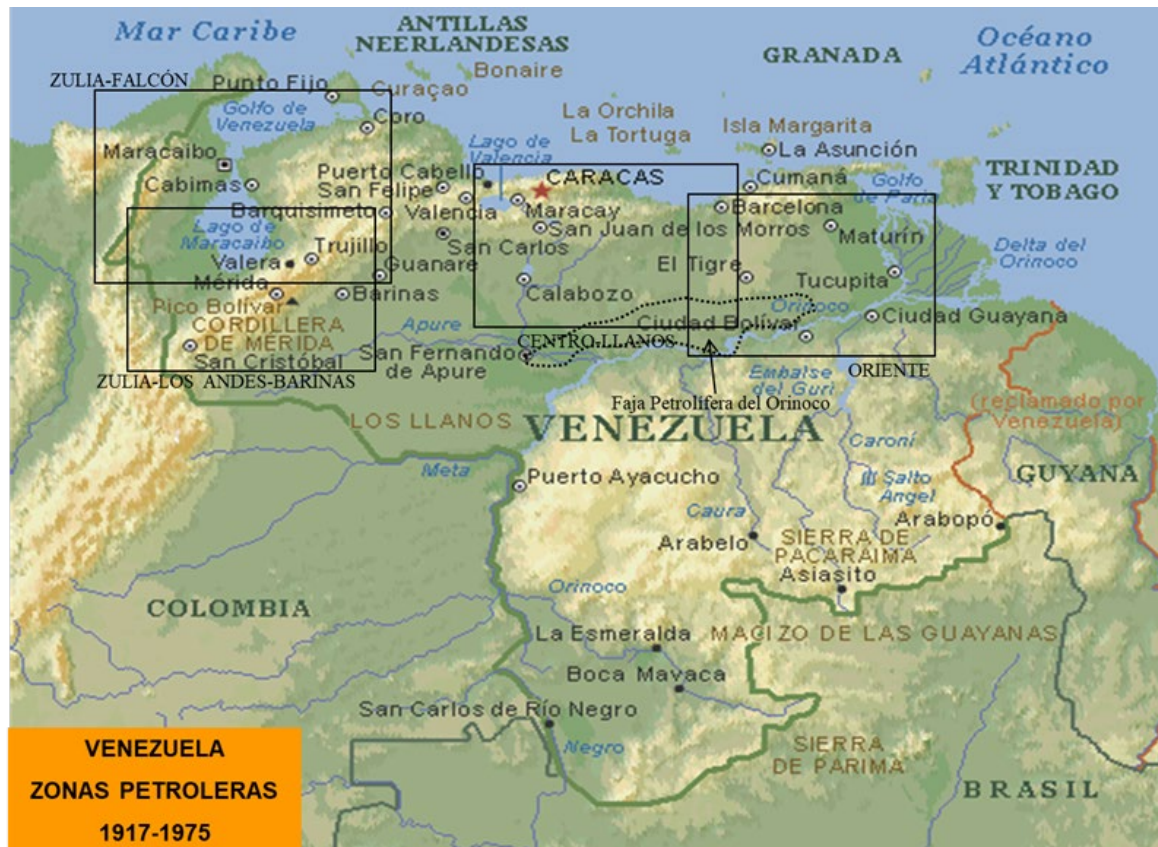 Mar Caribe
ANTILLAS
NEERLANDESAS
Bonaire
Curaçao
GRANADA
Océano
Atlántico
ZULIA-FALCÓN
Punto Fijo
Golfo de
Venezuela
Coro
La Orchila
La Tortuga
Isla Margarita
La Asunción
TRINIDAD
Y TOBAGO
Maracaibo
Cabimas
Lago de
Valencia
Puerto Cabello
San Felipe
CARACAS
Cumaná
Golfo
de Paria
Barquisimeto
Valencia
Maracay
Barcelona
Lago de
Maracaibo
Trujillo
San Carlos
San Juan de los Morros
Maturín
Delta del
Orinoco
Valera
Guanare
El Tigre
Tucupita
Mérida
Barinas
Calabozo
Pico Bolívar
CORDILLERA
DE MÉRIDA
Apure
Orinoco
Ciudad Bolívar
Ciudad Guayana
San Cristóbal
San Fernando
de Apure
CENTRO-LLANOS
ZULIA-LOS ANDES-BARINAS
ORIENTE
Embalse
del Guri
Faja Petrolífera del Orinoco
LOS LLANOS
VENEZUELA
(reclamado por
Venezuela)
Meta
Puerto Ayacucho
Caroní
Salto
Angel
GUYANA
Caura
Arabopó
Arabelo
SIERRA DE
PACARAIMA
Asiasito
COLOMBIA
Orinoco
La Esmeralda
MACIZO DE LAS GUAYANAS
Boca Mavaca
San Carlos de Río Negro
Negro
SIERRA
DE PARIMA
BRASIL
VENEZUELA
ZONAS PETROLERAS
1917-1975